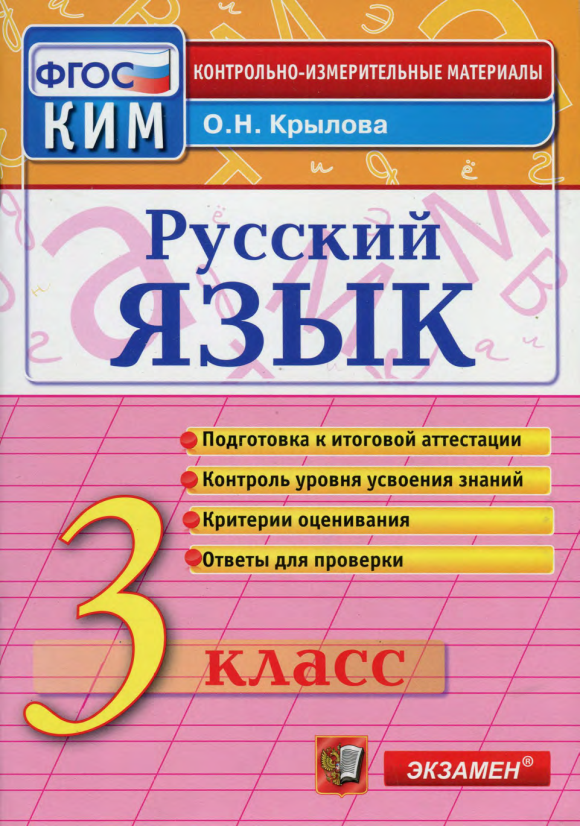 ФГОС
КИМ
КОНТРОЛЬНО-ИЗМЕРИТЕЛЬНЫЕ МАТЕРИАЛЫ
О.Н. Крылова
Русский
ЯЗЫК
Подготовка к итоговой аттестации
Контроль уровня усвоения знаний
Критерии оценивания
Ответы для проверки
3 класс
ЭКЗАМЕН®